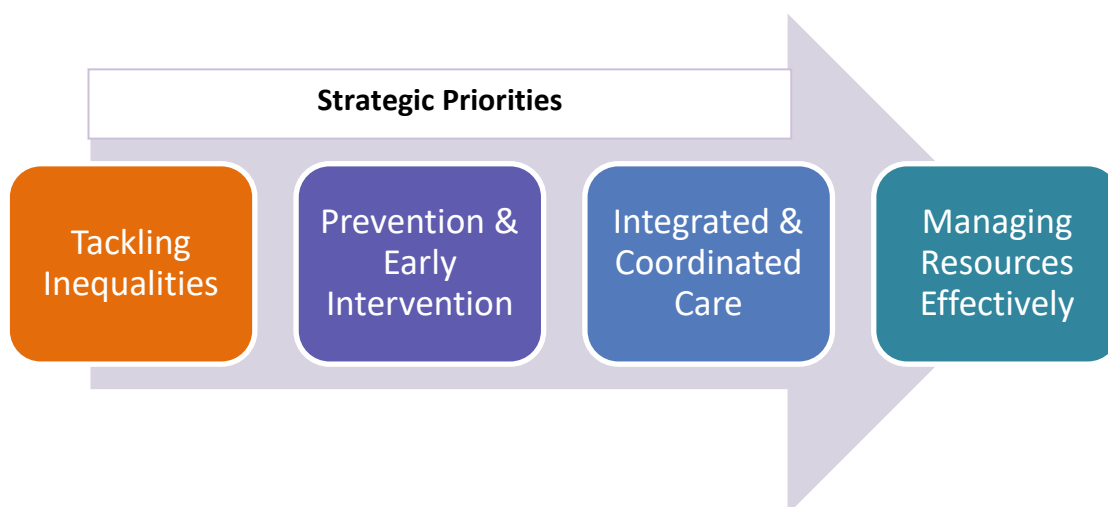 Strategic Priorities
Tackling
Inequalities
Prevention &
Early
Intervention
Integrated &
Coordinated
Care
Managing
Resources
Effectively